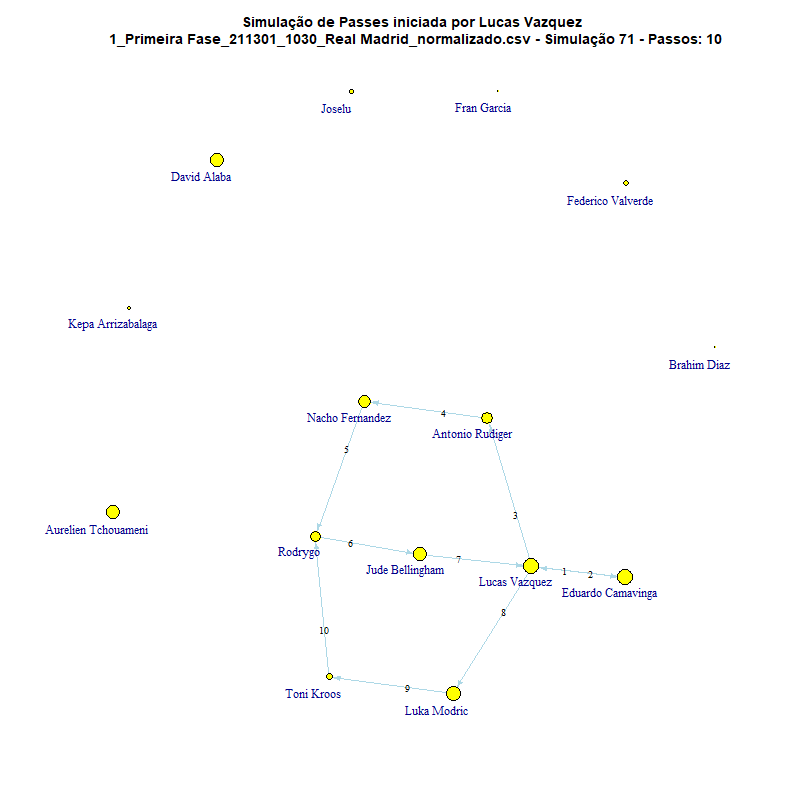 Simulação de Passes iniciada por Lucas Vazquez
1_Primeira Fase_211301_1030_Real Madrid_normalizado.csv - Simulação 71 - Passos: 10
Joselu
Fran Garcia
David Alaba
Federico Valverde
Kepa Arrizabalaga
Brahim Diaz
4
Nacho Fernandez
Antonio Rudiger
5
3
Aurelien Tchouameni
6
Rodrygo
7
Jude Bellingham
1
2
Lucas Vazquez
Eduardo Camavinga
8
10
9
Toni Kroos
Luka Modric